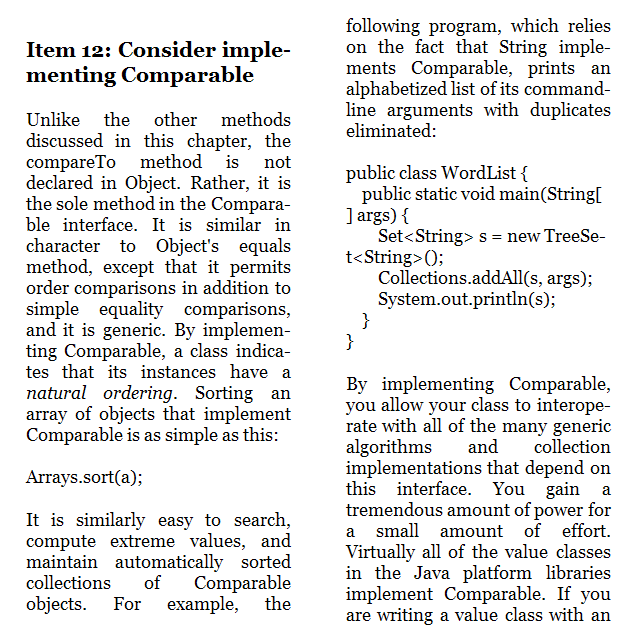 Item 12: Consider imple-
menting Comparable
Unlike the other methods
discussed in this chapter, the
compareTo method is not
declared in Object. Rather, it is
the sole method in the Compara-
ble interface. It is similar in
character to Object's equals
method, except that it permits
order comparisons in addition to
simple equality comparisons,
and it is generic. By implemen-
ting Comparable, a class indica-
tes that its instances have a
natural ordering. Sorting an
array of objects that implement
Comparable is as simple as this:
Arrays.sort(a);
It is similarly easy to search,
compute extreme values, and
maintain automatically sorted
collections of Comparable
objects. For example, the
following program, which relies
on the fact that String imple-
ments Comparable, prints an
alphabetized list of its command-
line arguments with duplicates
eliminated:
public class WordList {
public static void main(String[
] args) {
Set<String> s = new TreeSe-
t<String>();
Collections.addAll(s, args);
System.out.println(s);
}
}
By implementing Comparable,
you allow your class to interope-
rate with all of the many generic
algorithms and collection
implementations that depend on
this interface. You gain a
tremendous amount of power for
a small amount of effort.
Virtually all of the value classes
in the Java platform libraries
implement Comparable. If you
are writing a value class with an